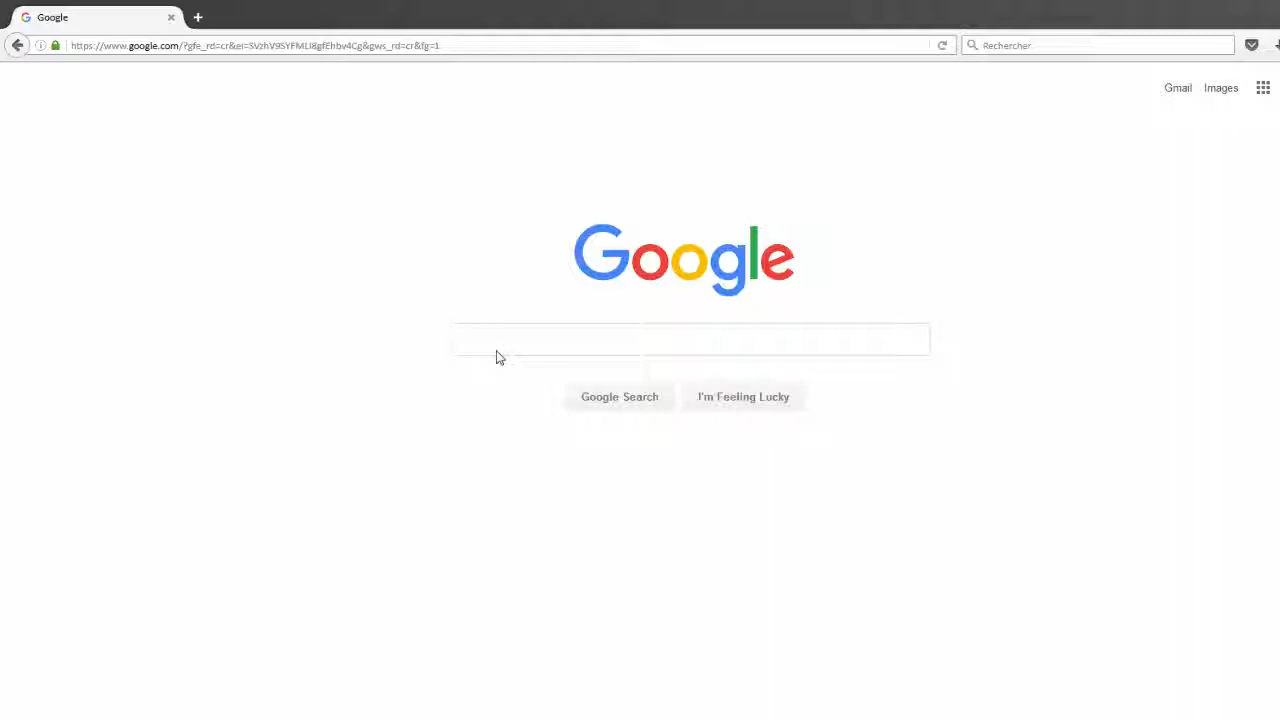 Google
https://www.google.com/?gfe_rd=cr&ei=SVzhV9SYFMLI8gfEhbv4Cg&gws_rd=cr&fg=1
Rechercher
Gmail Images
Google
Google Search I'm Feeling Lucky